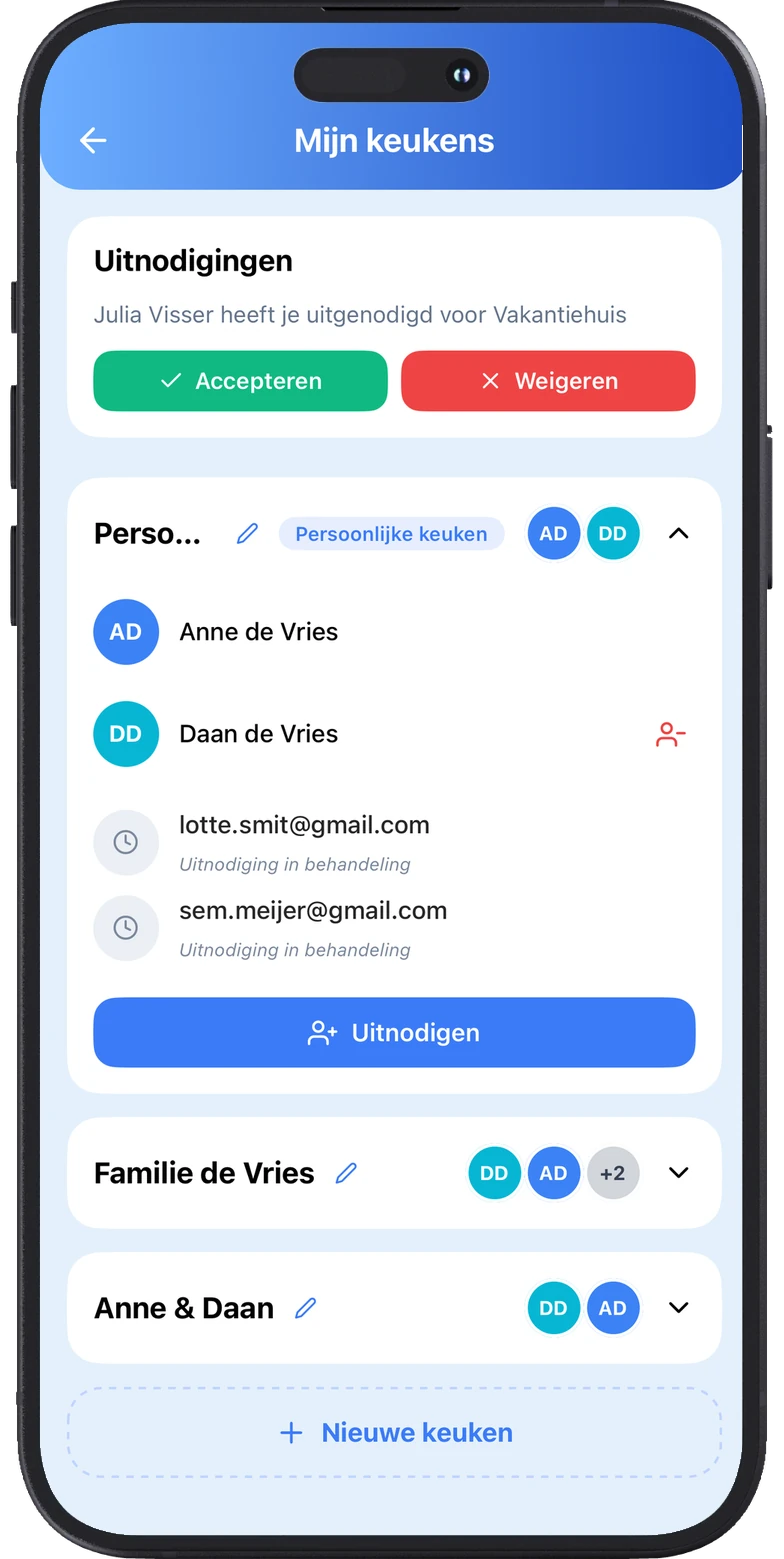 Mijn keukens
Uitnodigingen
Julia Visser heeft je uitgenodigd voor Vakantiehuis
Accepteren
Weigeren
Perso...
Persoonlijke keuken
AD
DD
AD
Anne de Vries
DD
Daan de Vries
lotte.smit@gmail.com
Uitnodiging in behandeling
sem.meijer@gmail.com
Uitnodiging in behandeling
Uitnodigen
Familie de Vries
DD
AD
+2
Anne & Daan
DD
AD
Nieuwe keuken